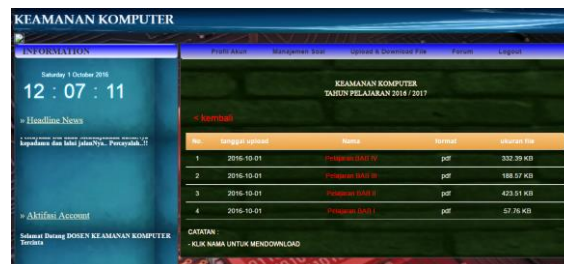 KEAMANAN KOMPUTER
INFORMATION
Profil Akun Manajemen Soal Upload & Download File Forum Logout
Saturday 1 October 2016
12 : 07 : 11
» Headline News
kepadamu dan lalui jalanNya.. Percayalah..!!
» Aktifasi Account
Selamat Datang DOSEN KEAMANAN KOMPUTER
Tercinta
KEAMANAN KOMPUTER
TAHUN PELAJARAN 2016 / 2017
< kembali
No. tanggal upload Nama format ukuran file
1 2016-10-01 Pelajaran BAB IV pdf 332.39 KB
2 2016-10-01 Pelajaran BAB III pdf 188.57 KB
3 2016-10-01 Pelajaran BAB II pdf 423.51 KB
4 2016-10-01 Pelajaran BAB I pdf 57.76 KB
CATATAN :
- KLIK NAMA UNTUK MENDOWNLOAD